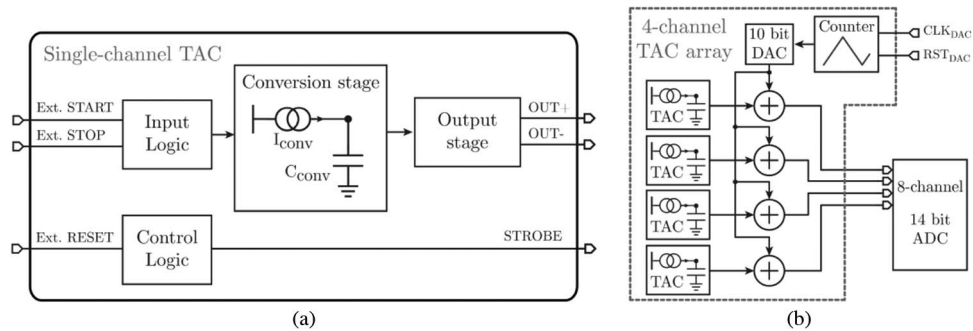 Single-channel TAC
Ext. START
Ext. STOP
Input
Logic
Conversion stage
I_conv
C_conv
Output
stage
OUT+
OUT-
Ext. RESET
Control
Logic
STROBE
(a)
4-channel
TAC array
10 bit
DAC
Counter
CLK_DAC
RST_DAC
TAC
TAC
TAC
TAC
8-channel
14 bit
ADC
(b)